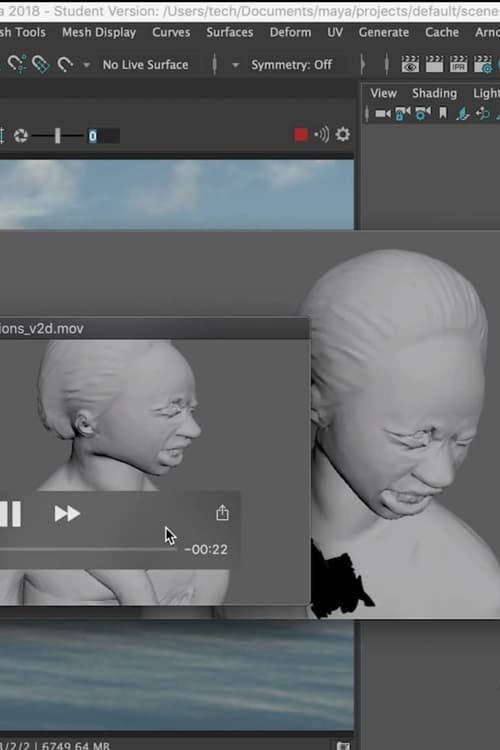 a 2018 - Student Version: /Users/tech/Documents/maya/projects/default/scene
sh Tools Mesh Display Curves Surfaces Deform UV Generate Cache Arno
No Live Surface Symmetry: Off
IPR
View Shading Light
0
ions_v2d.mov
-00:22
3/2/2 | 6749.64 MB